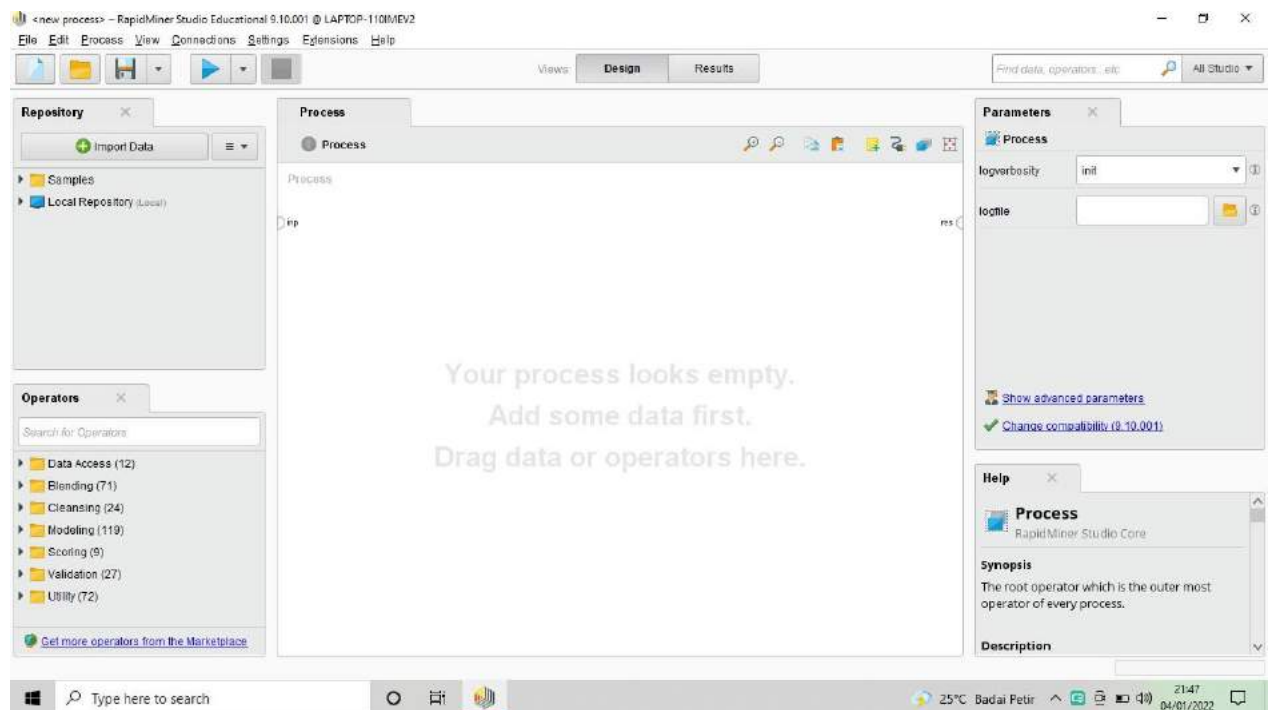 <new process> – RapidMiner Studio Educational 9.10.001 @ LAPTOP-110IMEV2
File Edit Process View Connections Settings Extensions Help
Views: Design Results
Find data, operators...etc
All Studio
Repository
Import Data
Samples
Local Repository (Local)
Operators
Search for Operators
Data Access (12)
Blending (71)
Cleansing (24)
Modeling (119)
Scoring (9)
Validation (27)
Utility (72)
Get more operators from the Marketplace
Process
Process
Process
inp
res
Your process looks empty.
Add some data first.
Drag data or operators here.
Parameters
Process
logverbosity init
logfile
Show advanced parameters
Change compatibility (9.10.001)
Help
Process
RapidMiner Studio Core
Synopsis
The root operator which is the outer most
operator of every process.
Description
Type here to search
25°C Badai Petir
21:47
04/01/2022